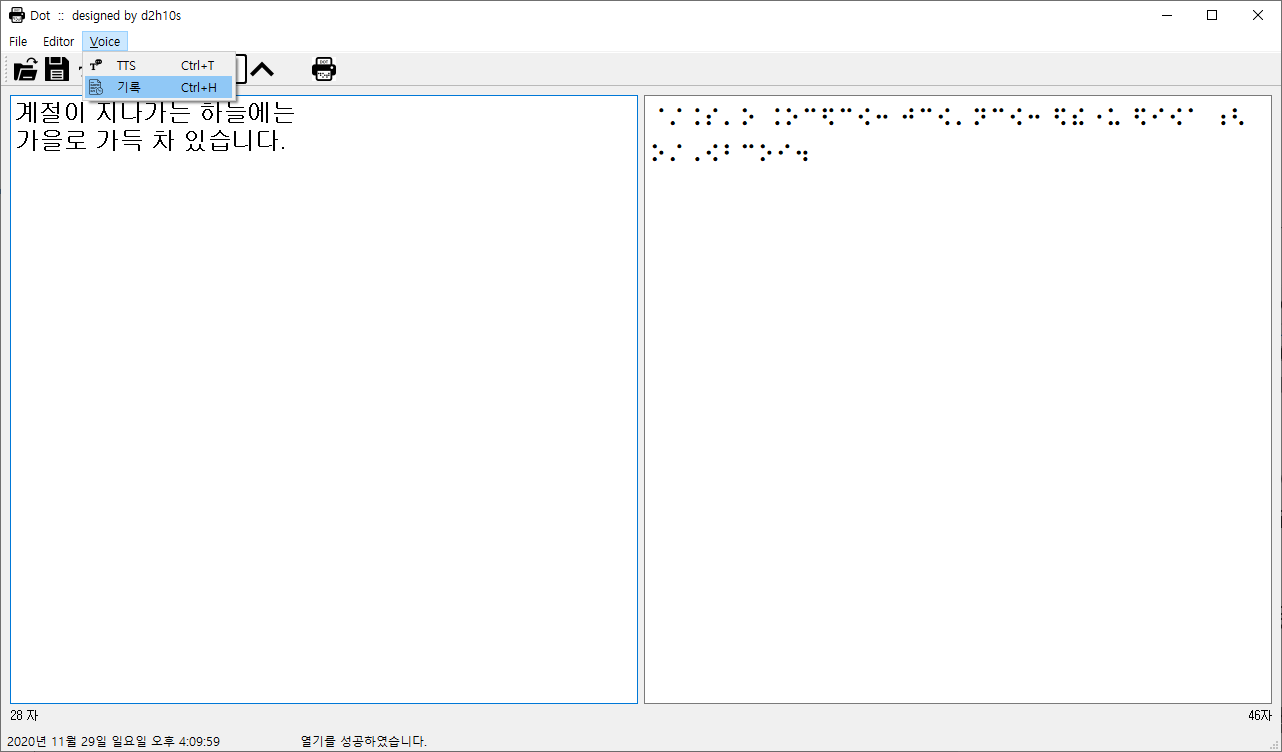 Dot :: designed by d2h10s
File Editor Voice
TTS Ctrl+T
기록 Ctrl+H
계절이 지나가는 하늘에는
가을로 가득 차 있습니다.
28 자
46자
2020년 11월 29일 일요일 오후 4:09:59
열기를 성공하였습니다.